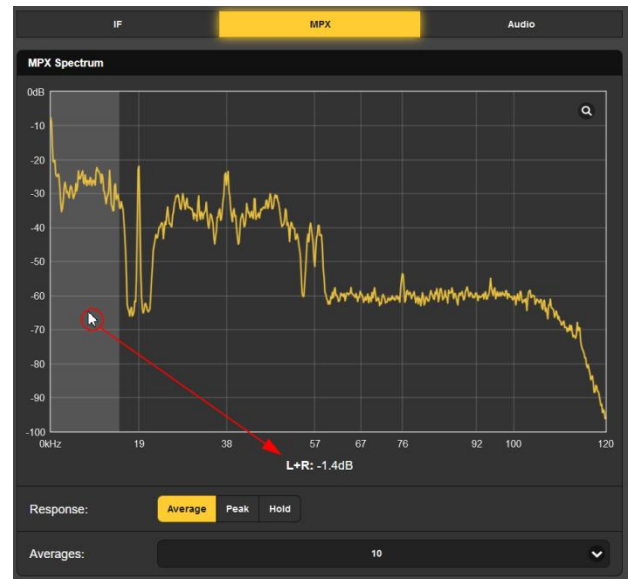 IF MPX Audio
MPX Spectrum
0dB
-10
-20
-30
-40
-50
-60
-70
-80
-90
-100
0kHz 19 38 57 67 76 92 100 120
L+R: -1.4dB
Response: Average Peak Hold
Averages: 10